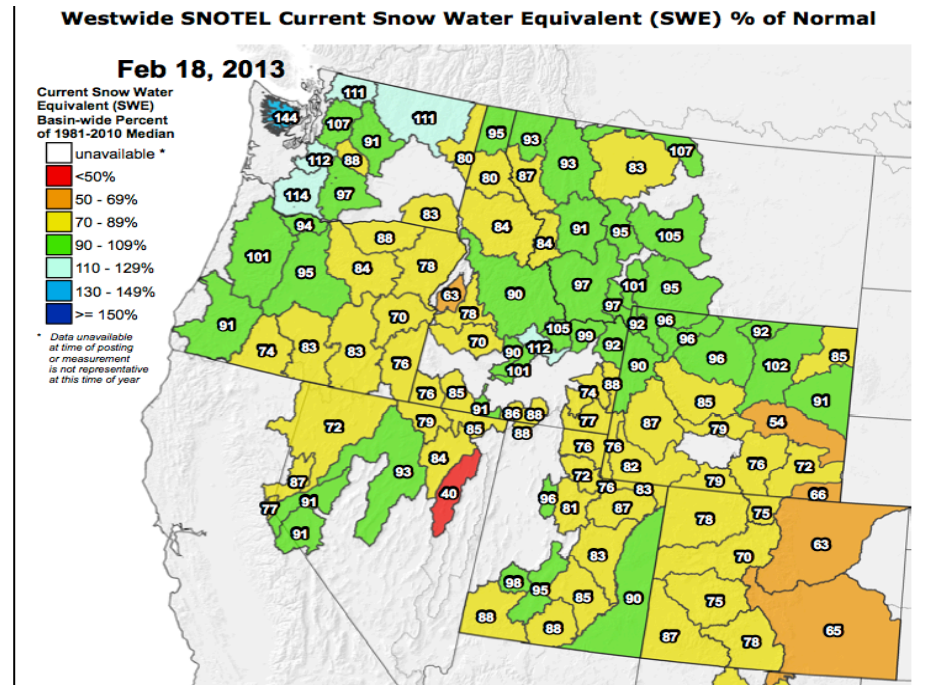 Westwide SNOTEL Current Snow Water Equivalent (SWE) % of Normal
Feb 18, 2013
Current Snow Water
Equivalent (SWE)
Basin-wide Percent
of 1981-2010 Median
unavailable *
<50%
50 - 69%
70 - 89%
90 - 109%
110 - 129%
130 - 149%
>= 150%
* Data unavailable
at time of posting
or measurement
is not representative
at this time of year
111
144 107 111
91 95 93 107
112 88 80 80 87 93 83
114 97
94 83 84 84 91 95 105
101 95 88 84 78
63 78 90 97 97 101 95
91 70 70 105 99 92 96
74 83 83 76 90 112 92 96 92
101 90 96 102 85
76 85 74 88 85 91
72 79 91 86 88 77 87 79 54
85 88
87 93 84 76 76 82 76 72
91 40 72 76 83 79 66
77 91 96 81 87 78 75
83 70 63
98 95 85 90 75
88 88 87 78 65